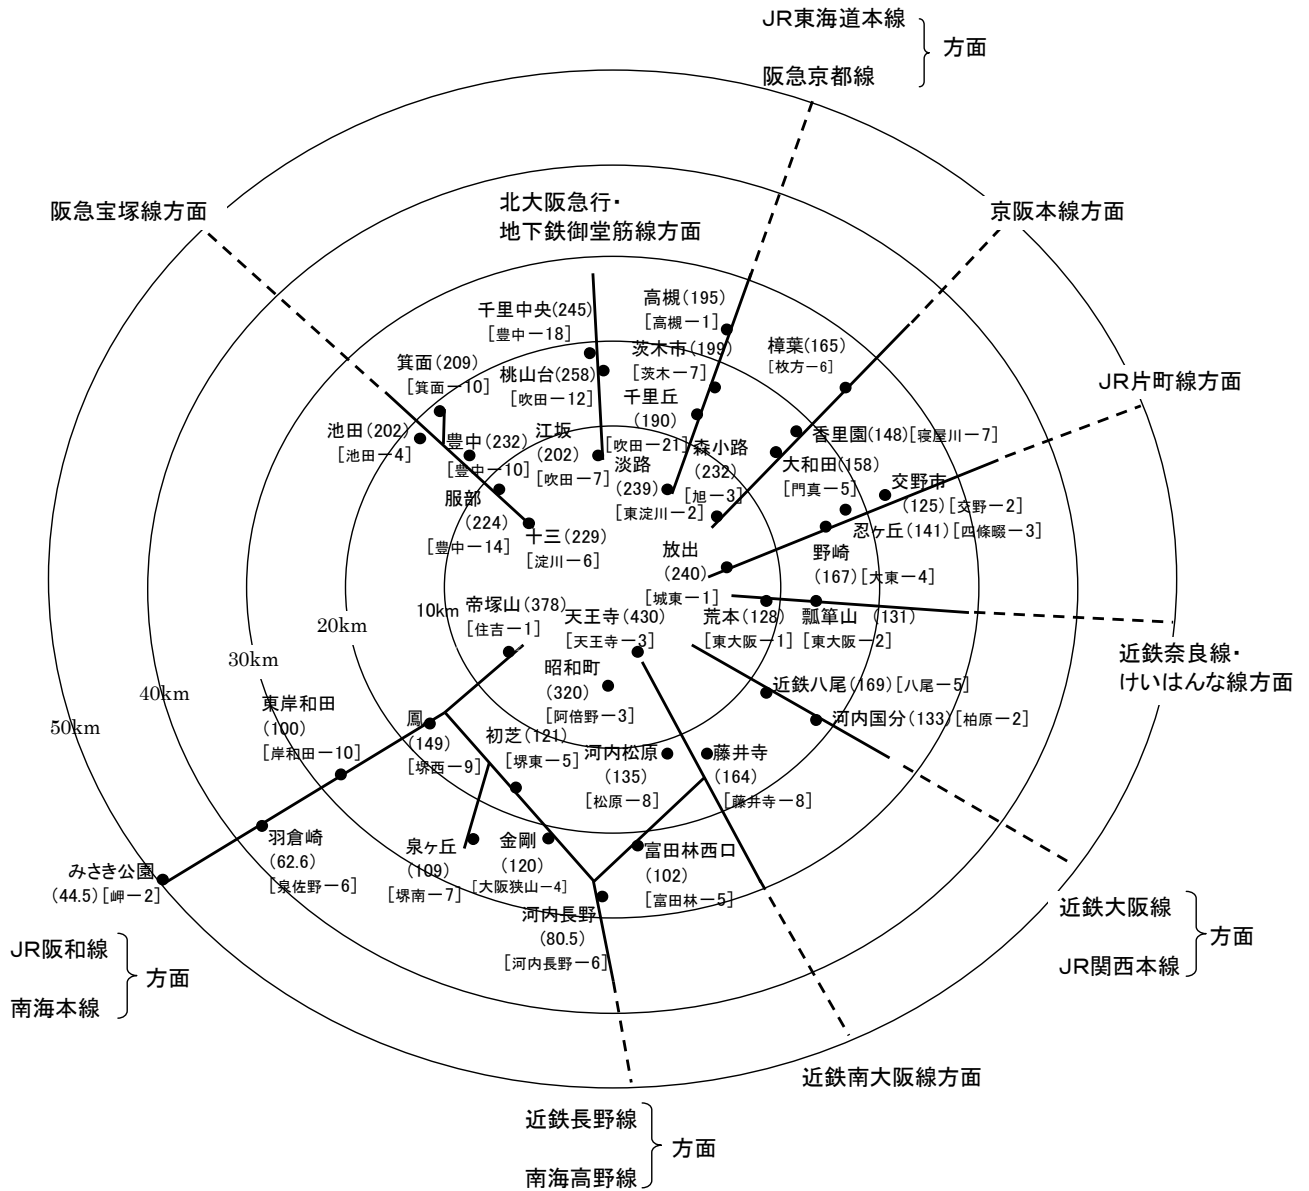 JR東海道本線
方面
阪急京都線
阪急宝塚線方面
北大阪急行・
地下鉄御堂筋線方面
京阪本線方面
千里中央(245)
[豊中－18]
高槻(195)
[高槻－1]
箕面(209)
[箕面－10]
桃山台(258)
[吹田－12]
茨木市(199)
[茨木－7]
樟葉(165)
[枚方－6]
JR片町線方面
千里丘
(190)
[吹田－21]
池田(202)
[池田－4]
豊中(232)
[豊中－10]
江坂
(202)
[吹田－7]
淡路
(239)
[東淀川－2]
森小路
(232)
[旭－3]
香里園(148)[寝屋川－7]
大和田(158)
[門真－5]
交野市
(125)[交野－2]
服部
(224)
[豊中－14]
忍ヶ丘(141)[四條畷－3]
十三(229)
[淀川－6]
放出
(240)
[城東－1]
野崎
(167)[大東－4]
10km
20km
30km
40km
50km
帝塚山(378)
[住吉－1]
天王寺(430)
[天王寺－3]
荒本(128)
[東大阪－1]
瓢箪山(131)
[東大阪－2]
近鉄奈良線・
けいはんな線方面
昭和町
(320)
[阿倍野－3]
近鉄八尾(169)[八尾－5]
河内国分(133)[柏原－2]
東岸和田
(100)
[岸和田－10]
鳳
(149)
[堺西－9]
初芝(121)
[堺東－5]
河内松原
(135)
[松原－8]
藤井寺
(164)
[藤井寺－8]
羽倉崎
(62.6)
[泉佐野－6]
泉ヶ丘
(109)
[堺南－7]
金剛
(120)
[大阪狭山－4]
富田林西口
(102)
[富田林－5]
みさき公園
(44.5)[岬－2]
河内長野
(80.5)
[河内長野－6]
JR阪和線
方面
南海本線
近鉄大阪線
方面
JR関西本線
近鉄南大阪線方面
近鉄長野線
方面
南海高野線